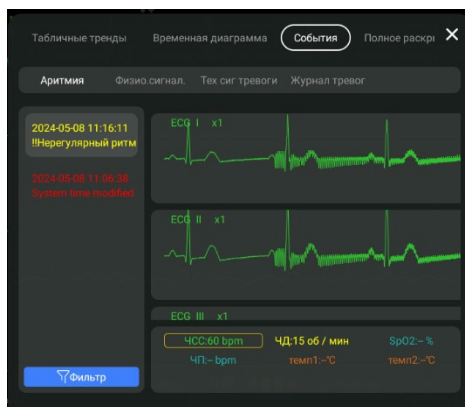 Табличные тренды Временная диаграмма События Полное раскры
Аритмия Физио.сигнал. Тех сиг тревоги Журнал тревог
2024-05-08 11:16:11
!!Нерегулярный ритм
2024-05-08 11:06:38
System time modified
ECG I x1
ECG II x1
ECG III x1
ЧСС:60 bpm ЧД:15 об / мин SpO2:-- %
ЧП:-- bpm темп1:--°C темп2:--°C
Фильтр